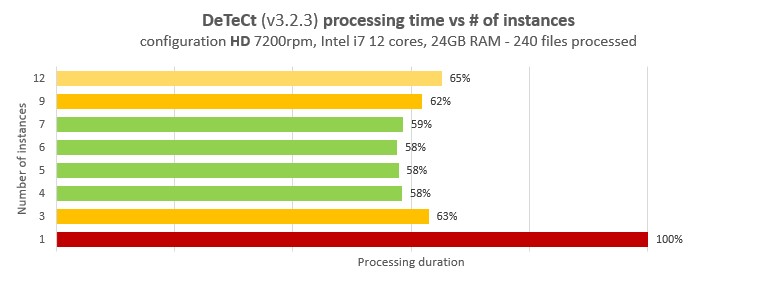 DeTeCt (v3.2.3) processing time vs # of instances
configuration HD 7200rpm, Intel i7 12 cores, 24GB RAM - 240 files processed
Number of instances
12 65%
9 62%
7 59%
6 58%
5 58%
4 58%
3 63%
1 100%
Processing duration